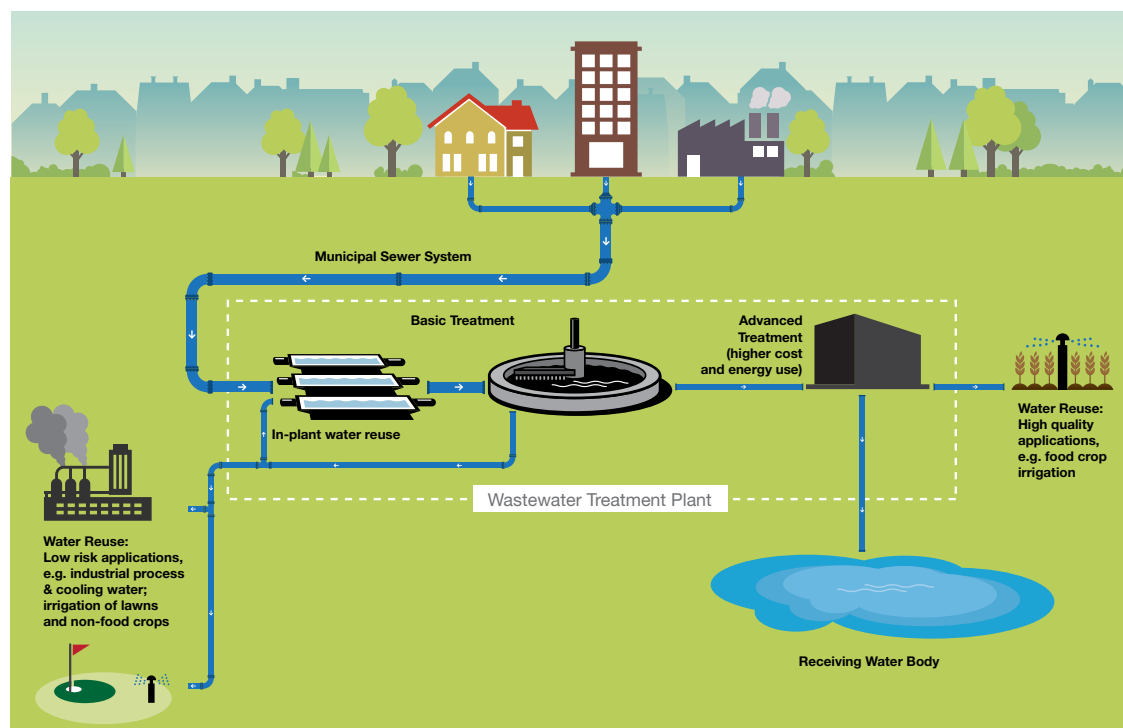 Municipal Sewer System
Basic Treatment
Advanced
Treatment
(higher cost
and energy use)
In-plant water reuse
Water Reuse:
High quality
applications,
e.g. food crop
irrigation
Wastewater Treatment Plant
Water Reuse:
Low risk applications,
e.g. industrial process
& cooling water;
irrigation of lawns
and non-food crops
Receiving Water Body